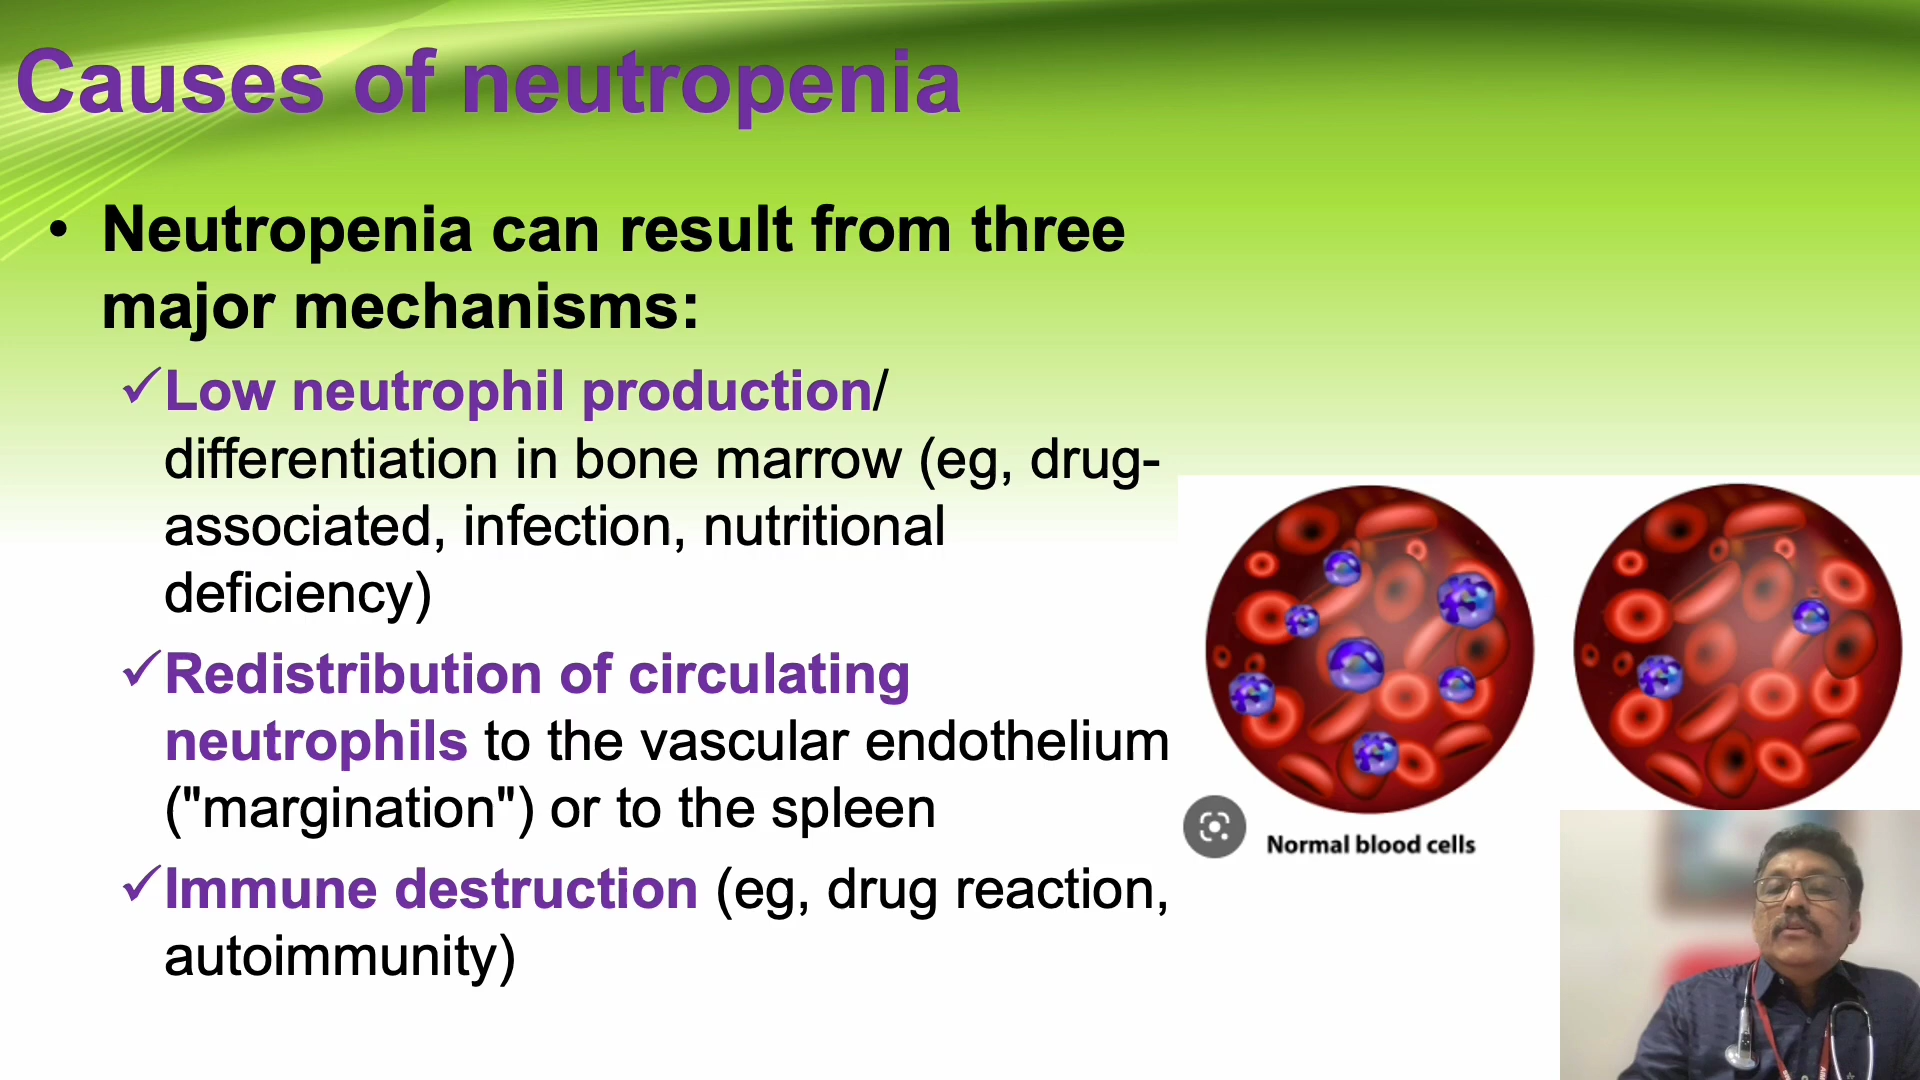 Causes of neutropenia
• Neutropenia can result from three
major mechanisms:
✓Low neutrophil production/
differentiation in bone marrow (eg, drug-
associated, infection, nutritional
deficiency)
✓Redistribution of circulating
neutrophils to the vascular endothelium
("margination") or to the spleen
✓Immune destruction (eg, drug reaction,
autoimmunity)
Normal blood cells